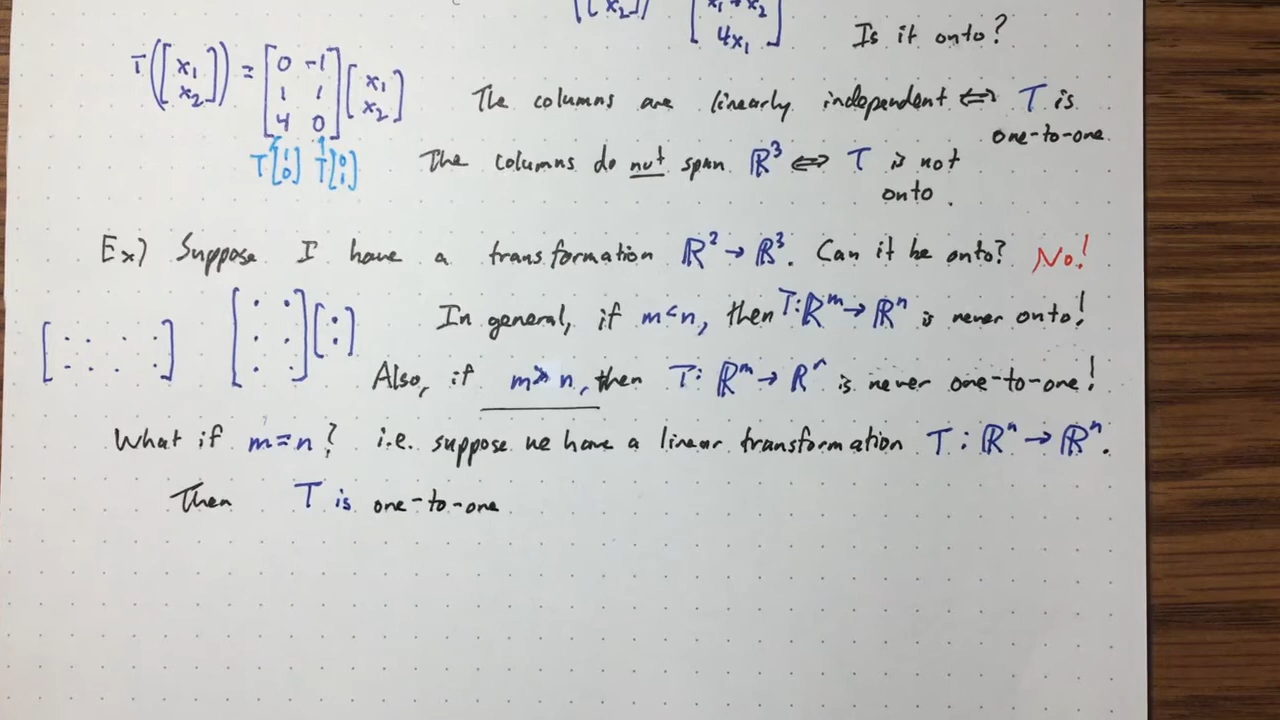 [x₂]) [x₁ + x₂
4x₁]
Is it onto?
T([x₁ x₂]) = [0 -1 1 1 4 0] [x₁ x₂]
The columns are linearly independent ⇔ T is
one-to-one
T[1 0] T[0 1] The columns do not span ℝ³ ⇔ T is not
onto.
Ex) Suppose I have a transformation ℝ² → ℝ³. Can it be onto? No!
In general, if m<n, then T: ℝᵐ → ℝⁿ is never onto!
Also, if m > n, then T: ℝᵐ → ℝⁿ is never one-to-one!
What if m=n? i.e. suppose we have a linear transformation T: ℝⁿ → ℝⁿ.
Then T is one-to-one